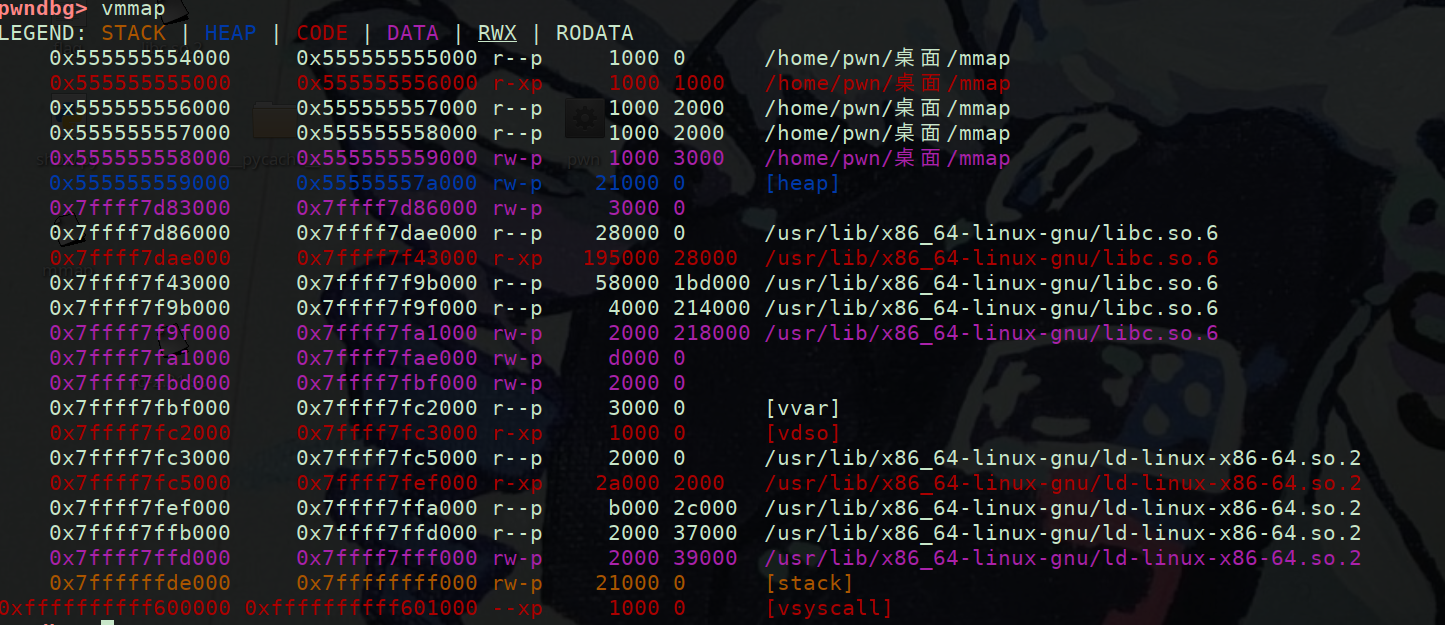 pwndbg> vmmap
LEGEND: STACK | HEAP | CODE | DATA | RWX | RODATA
0x555555554000 0x555555555000 r--p 1000 0 /home/pwn/桌面/mmap
0x555555555000 0x555555556000 r-xp 1000 1000 /home/pwn/桌面/mmap
0x555555556000 0x555555557000 r--p 1000 2000 /home/pwn/桌面/mmap
0x555555557000 0x555555558000 r--p 1000 2000 /home/pwn/桌面/mmap
0x555555558000 0x555555559000 rw-p 1000 3000 /home/pwn/桌面/mmap
0x555555559000 0x55555557a000 rw-p 21000 0 [heap]
0x7ffff7d83000 0x7ffff7d86000 rw-p 3000 0
0x7ffff7d86000 0x7ffff7dae000 r--p 28000 0 /usr/lib/x86_64-linux-gnu/libc.so.6
0x7ffff7dae000 0x7ffff7f43000 r-xp 195000 28000 /usr/lib/x86_64-linux-gnu/libc.so.6
0x7ffff7f43000 0x7ffff7f9b000 r--p 58000 1bd000 /usr/lib/x86_64-linux-gnu/libc.so.6
0x7ffff7f9b000 0x7ffff7f9f000 r--p 4000 214000 /usr/lib/x86_64-linux-gnu/libc.so.6
0x7ffff7f9f000 0x7ffff7fa1000 rw-p 2000 218000 /usr/lib/x86_64-linux-gnu/libc.so.6
0x7ffff7fa1000 0x7ffff7fae000 rw-p d000 0
0x7ffff7fbd000 0x7ffff7fbf000 rw-p 2000 0
0x7ffff7fbf000 0x7ffff7fc2000 r--p 3000 0 [vvar]
0x7ffff7fc2000 0x7ffff7fc3000 r-xp 1000 0 [vdso]
0x7ffff7fc3000 0x7ffff7fc5000 r--p 2000 0 /usr/lib/x86_64-linux-gnu/ld-linux-x86-64.so.2
0x7ffff7fc5000 0x7ffff7fef000 r-xp 2a000 2000 /usr/lib/x86_64-linux-gnu/ld-linux-x86-64.so.2
0x7ffff7fef000 0x7ffff7ffa000 r--p b000 2c000 /usr/lib/x86_64-linux-gnu/ld-linux-x86-64.so.2
0x7ffff7ffb000 0x7ffff7ffd000 r--p 2000 37000 /usr/lib/x86_64-linux-gnu/ld-linux-x86-64.so.2
0x7ffff7ffd000 0x7ffff7fff000 rw-p 2000 39000 /usr/lib/x86_64-linux-gnu/ld-linux-x86-64.so.2
0x7ffffffde000 0x7ffffffff000 rw-p 21000 0 [stack]
0xffffffffff600000 0xffffffffff601000 --xp 1000 0 [vsyscall]